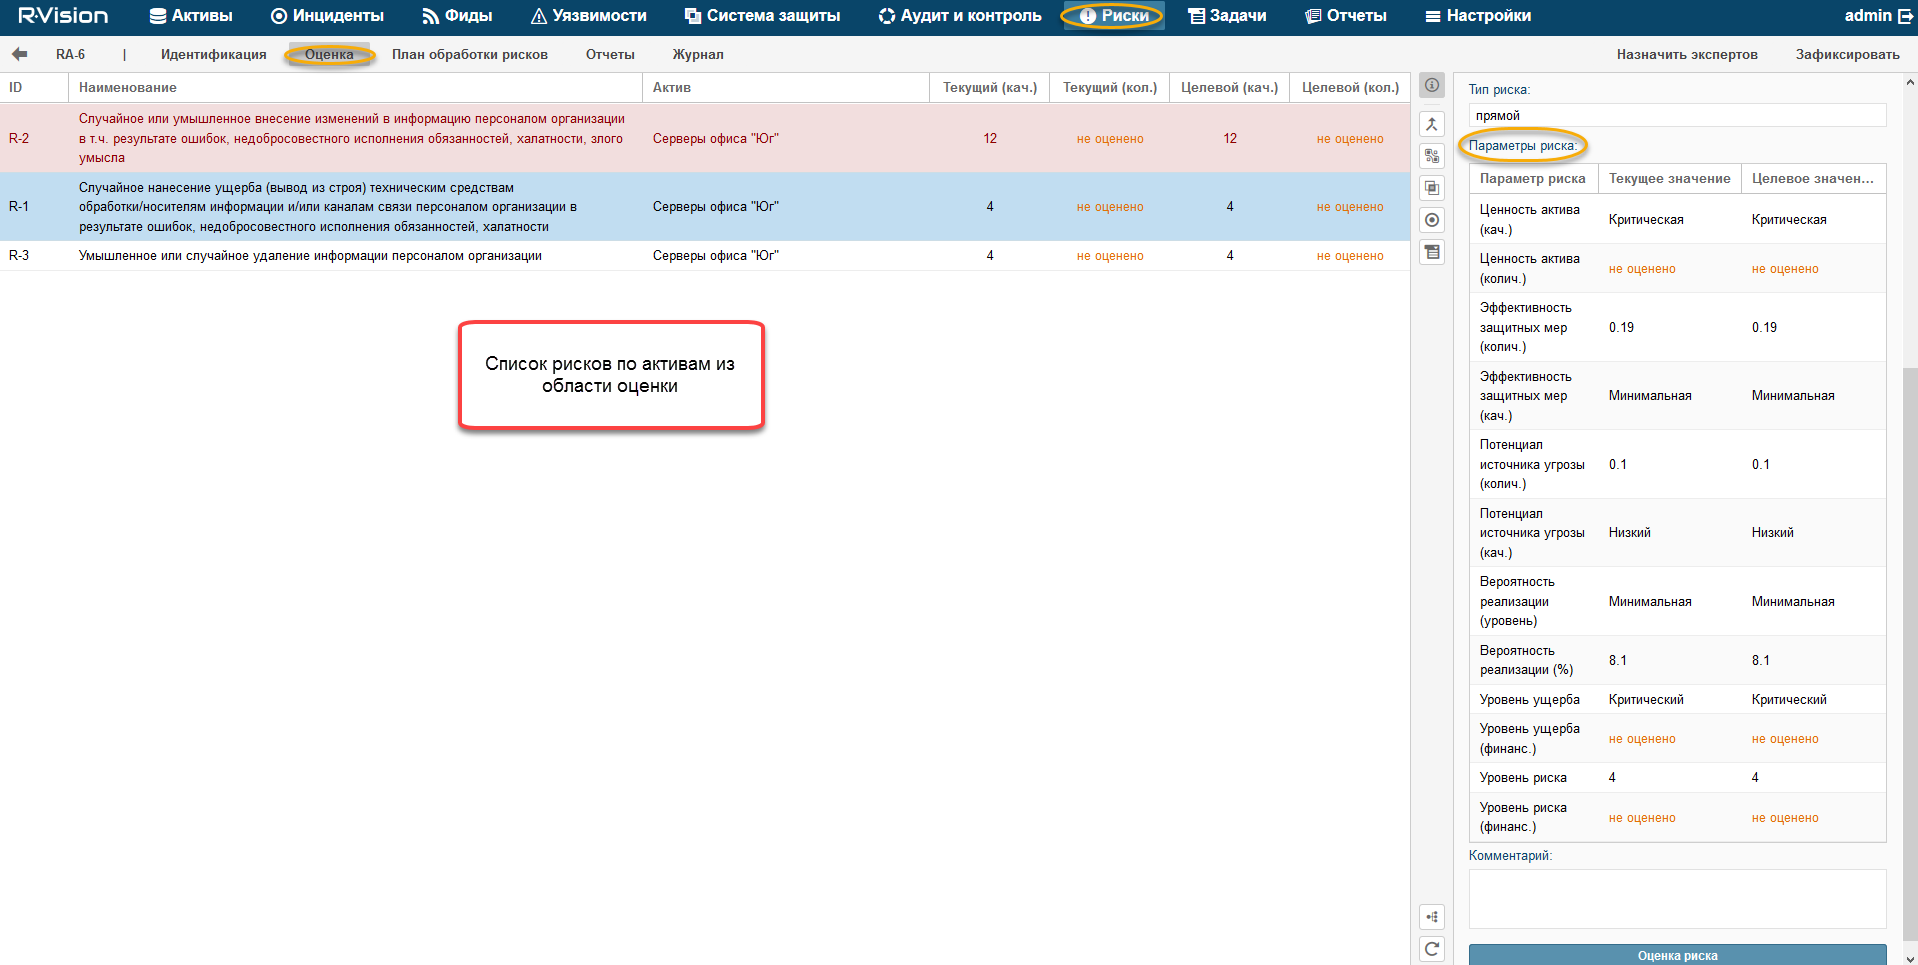 R·Vision
Активы
Инциденты
Фиды
Уязвимости
Система защиты
Аудит и контроль
Риски
Задачи
Отчеты
Настройки
admin
RA-6
|
Идентификация
Оценка
План обработки рисков
Отчеты
Журнал
Назначить экспертов
Зафиксировать
ID
Наименование
Актив
Текущий (кач.)
Текущий (кол.)
Целевой (кач.)
Целевой (кол.)
R-2
Случайное или умышленное внесение изменений в информацию персоналом организации
в т.ч. результате ошибок, недобросовестного исполнения обязанностей, халатности, злого
умысла
Серверы офиса "Юг"
12
не оценено
12
не оценено
R-1
Случайное нанесение ущерба (вывод из строя) техническим средствам
обработки/носителям информации и/или каналам связи персоналом организации в
результате ошибок, недобросовестного исполнения обязанностей, халатности
Серверы офиса "Юг"
4
не оценено
4
не оценено
R-3
Умышленное или случайное удаление информации персоналом организации
Серверы офиса "Юг"
4
не оценено
4
не оценено
Список рисков по активам из
области оценки
Тип риска:
прямой
Параметры риска:
Параметр риска
Текущее значение
Целевое значен...
Ценность актива
(кач.)
Критическая
Критическая
Ценность актива
(колич.)
не оценено
не оценено
Эффективность
защитных мер
(колич.)
0.19
0.19
Эффективность
защитных мер
(кач.)
Минимальная
Минимальная
Потенциал
источника угрозы
(колич.)
0.1
0.1
Потенциал
источника угрозы
(кач.)
Низкий
Низкий
Вероятность
реализации
(уровень)
Минимальная
Минимальная
Вероятность
реализации (%)
8.1
8.1
Уровень ущерба
Критический
Критический
Уровень ущерба
(финанс.)
не оценено
не оценено
Уровень риска
4
4
Уровень риска
(финанс.)
не оценено
не оценено
Комментарий:
Оценка риска